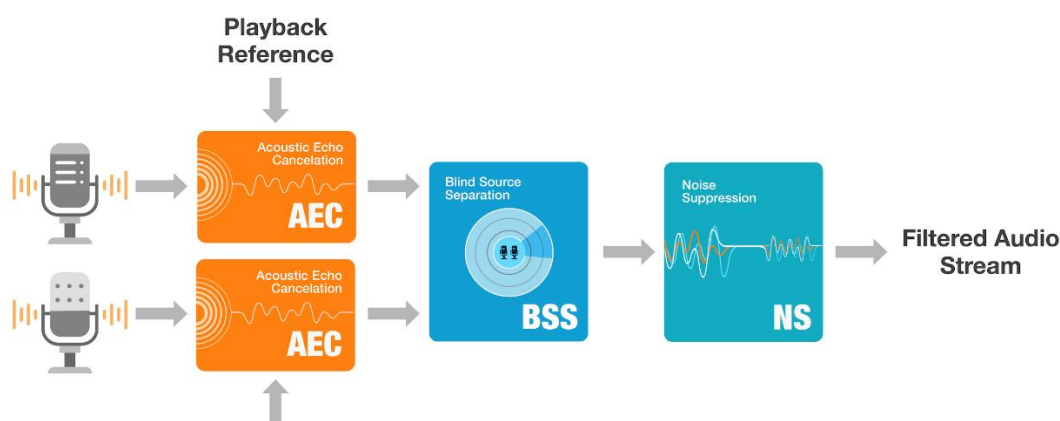 Playback
Reference
Acoustic Echo
Cancelation
AEC
Acoustic Echo
Cancelation
AEC
Blind Source
Separation
BSS
Noise
Suppression
NS
Filtered Audio
Stream